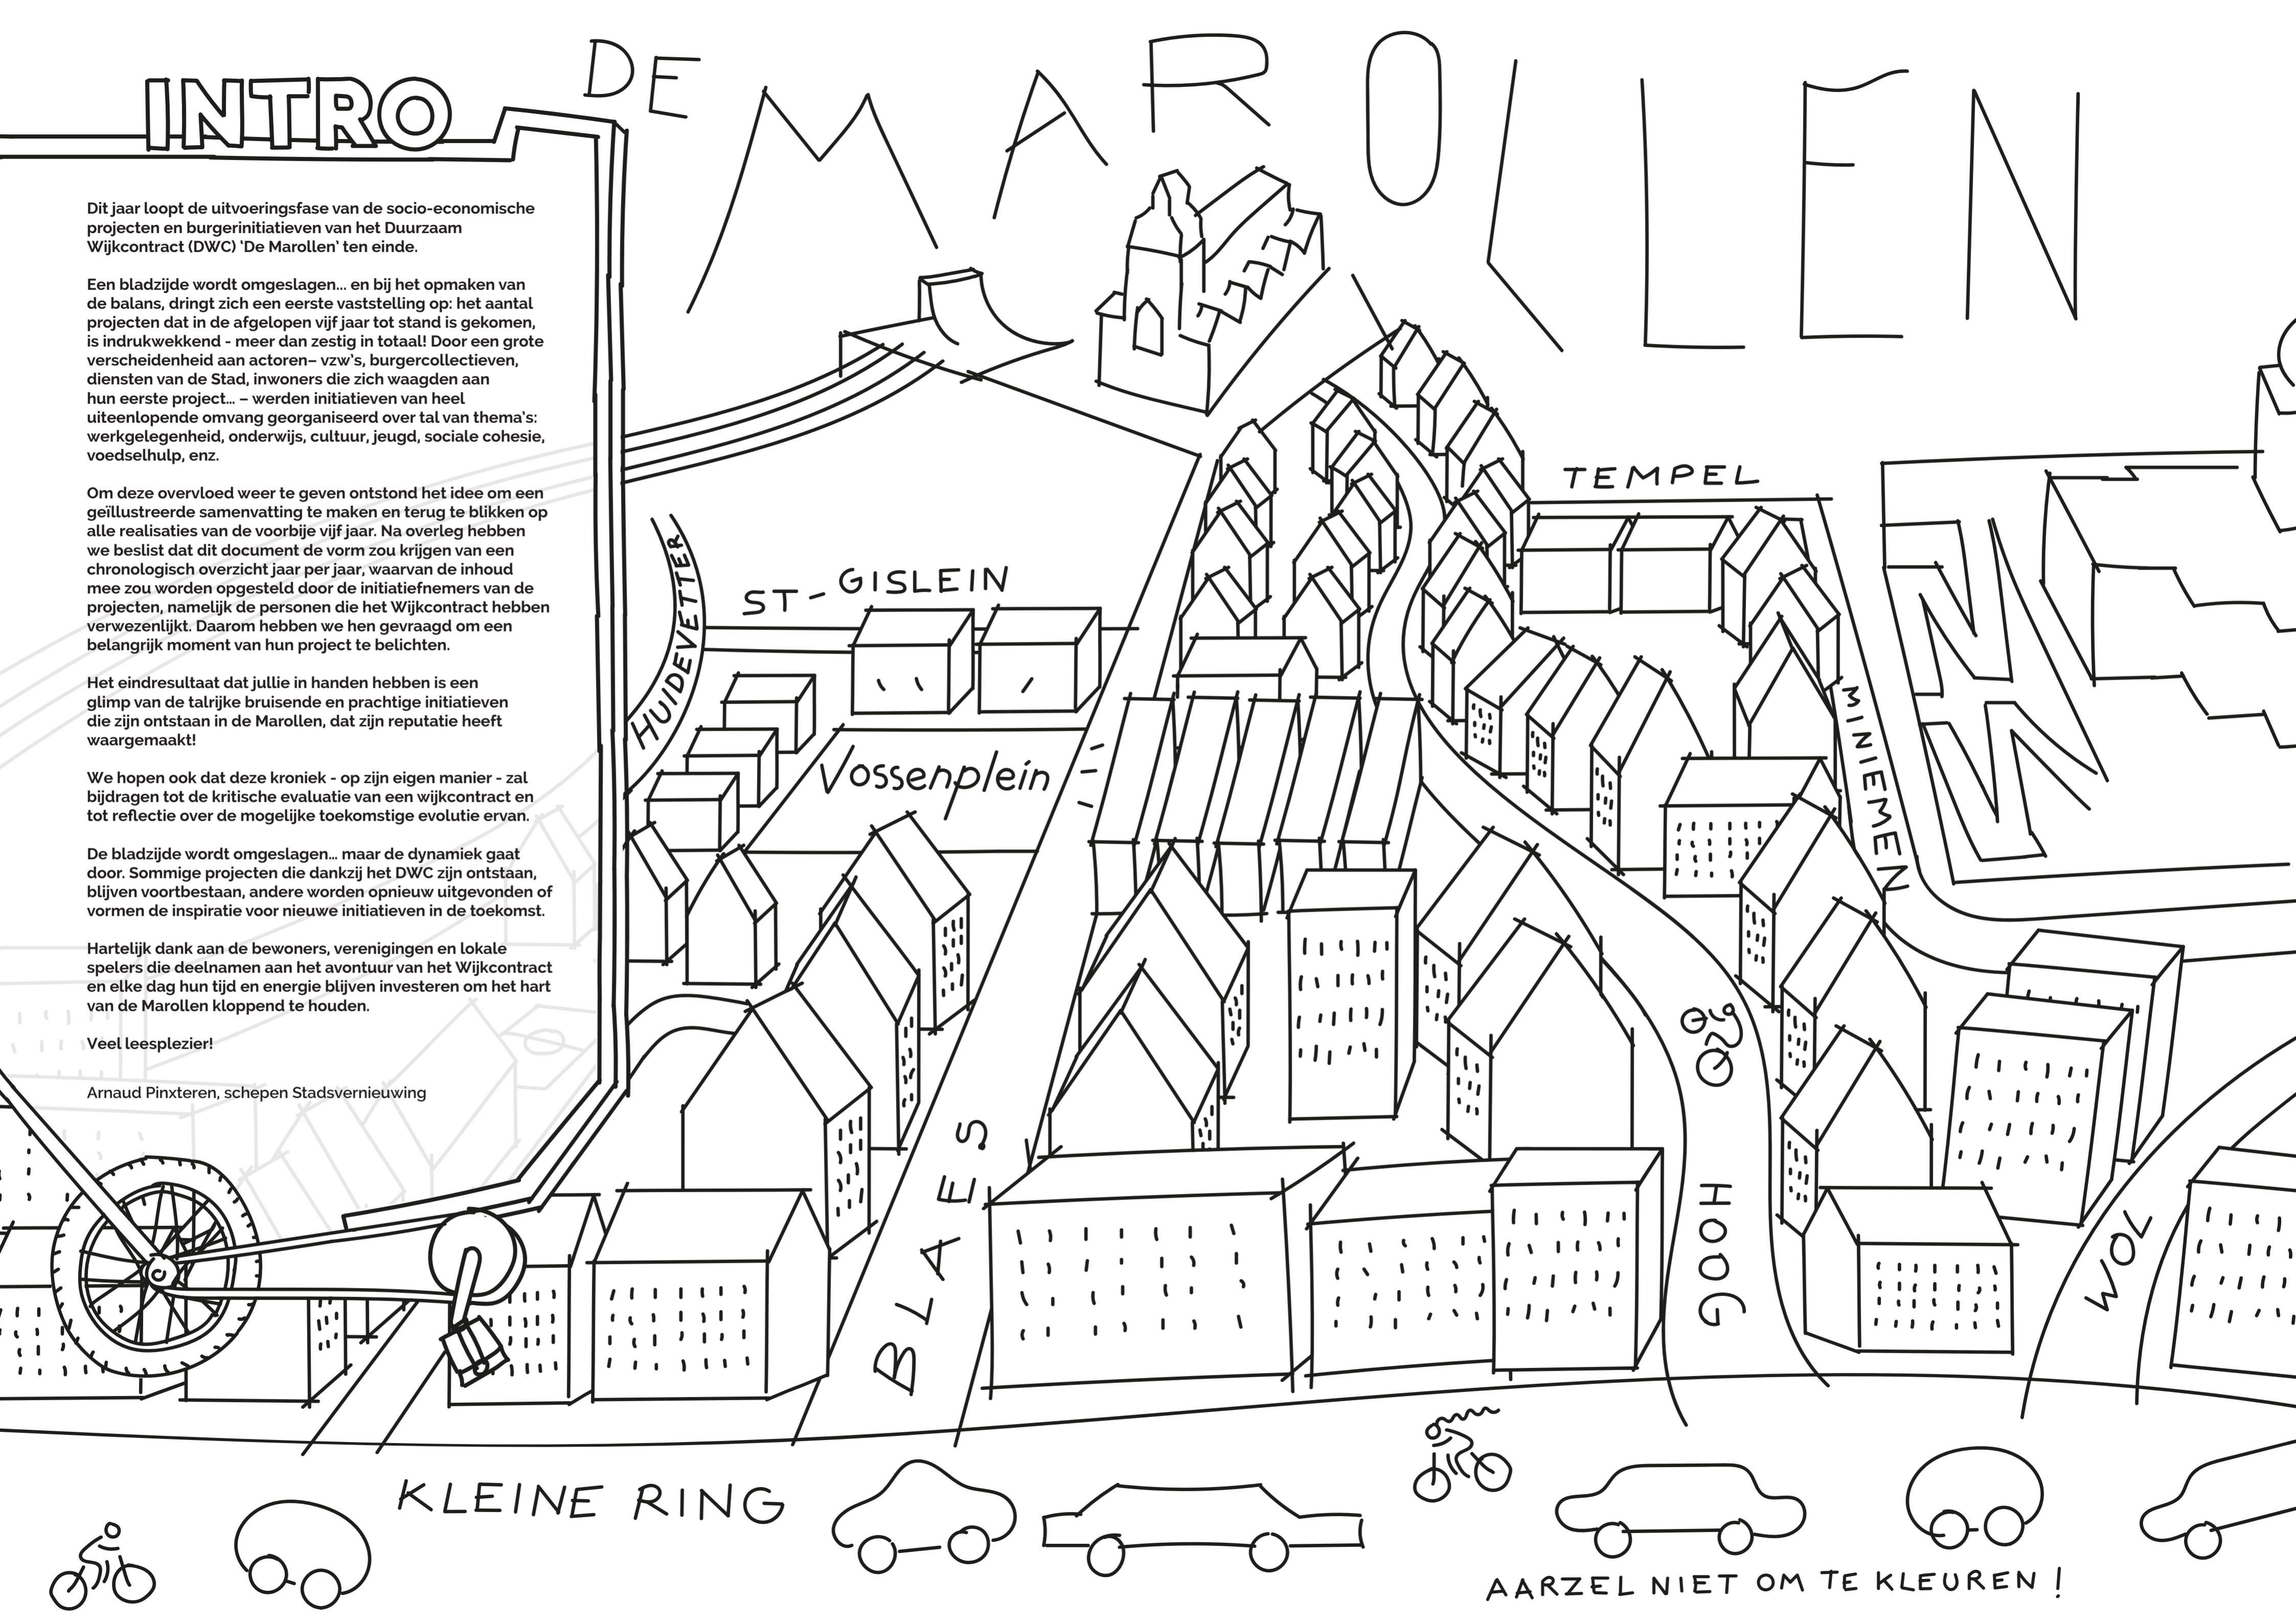 INTRO
Dit jaar loopt de uitvoeringsfase van de socio-economische
projecten en burgerinitiatieven van het Duurzaam
Wijkcontract (DWC) ‘De Marollen’ ten einde.
Een bladzijde wordt omgeslagen... en bij het opmaken van
de balans, dringt zich een eerste vaststelling op: het aantal
projecten dat in de afgelopen vijf jaar tot stand is gekomen,
is indrukwekkend - meer dan zestig in totaal! Door een grote
verscheidenheid aan actoren– vzw’s, burgercollectieven,
diensten van de Stad, inwoners die zich waagden aan
hun eerste project... – werden initiatieven van heel
uiteenlopende omvang georganiseerd over tal van thema’s:
werkgelegenheid, onderwijs, cultuur, jeugd, sociale cohesie,
voedselhulp, enz.
Om deze overvloed weer te geven ontstond het idee om een
geïllustreerde samenvatting te maken en terug te blikken op
alle realisaties van de voorbije vijf jaar. Na overleg hebben
we beslist dat dit document de vorm zou krijgen van een
chronologisch overzicht jaar per jaar, waarvan de inhoud
mee zou worden opgesteld door de initiatiefnemers van de
projecten, namelijk de personen die het Wijkcontract hebben
verwezenlijkt. Daarom hebben we hen gevraagd om een
belangrijk moment van hun project te belichten.
Het eindresultaat dat jullie in handen hebben is een
glimp van de talrijke bruisende en prachtige initiatieven
die zijn ontstaan in de Marollen, dat zijn reputatie heeft
waargemaakt!
We hopen ook dat deze kroniek - op zijn eigen manier - zal
bijdragen tot de kritische evaluatie van een wijkcontract en
tot reflectie over de mogelijke toekomstige evolutie ervan.
De bladzijde wordt omgeslagen... maar de dynamiek gaat
door. Sommige projecten die dankzij het DWC zijn ontstaan,
blijven voortbestaan, andere worden opnieuw uitgevonden of
vormen de inspiratie voor nieuwe initiatieven in de toekomst.
Hartelijk dank aan de bewoners, verenigingen en lokale
spelers die deelnamen aan het avontuur van het Wijkcontract
en elke dag hun tijd en energie blijven investeren om het hart
van de Marollen kloppend te houden.
Veel leesplezier!
Arnaud Pinxteren, schepen Stadsvernieuwing
DE MAROLLEN
TEMPEL
HUIDEVETTER
ST-GISLEIN
Vossenplein
MINIEMEN
BLAES
HOOG
WOL
KLEINE RING
AARZEL NIET OM TE KLEUREN !